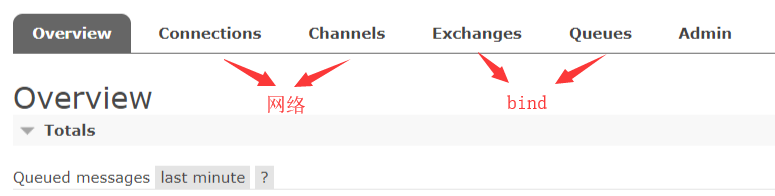 Overview Connections Channels Exchanges Queues Admin
网络 bind
Overview
Totals
Queued messages last minute ?